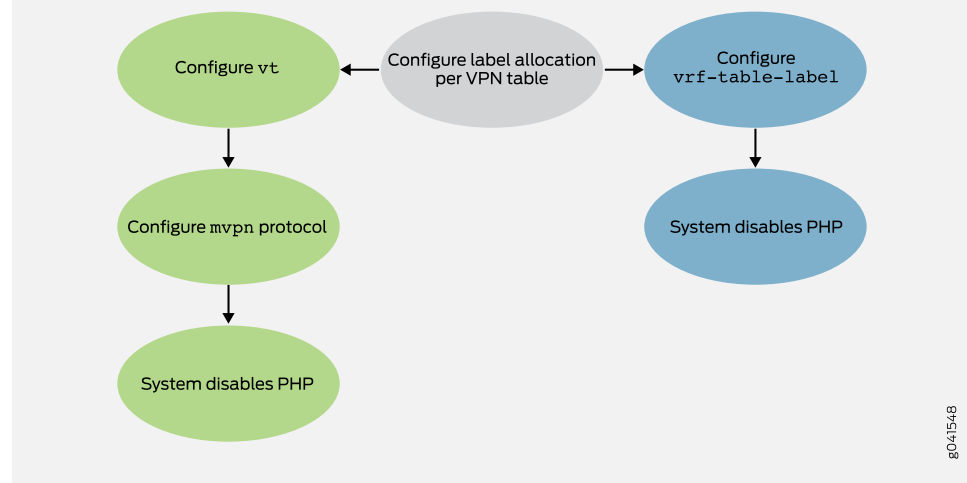 Configure vt
Configure label allocation
per VPN table
Configure
vrf-table-label
Configure mvpn protocol
System disables PHP
System disables PHP
g041548